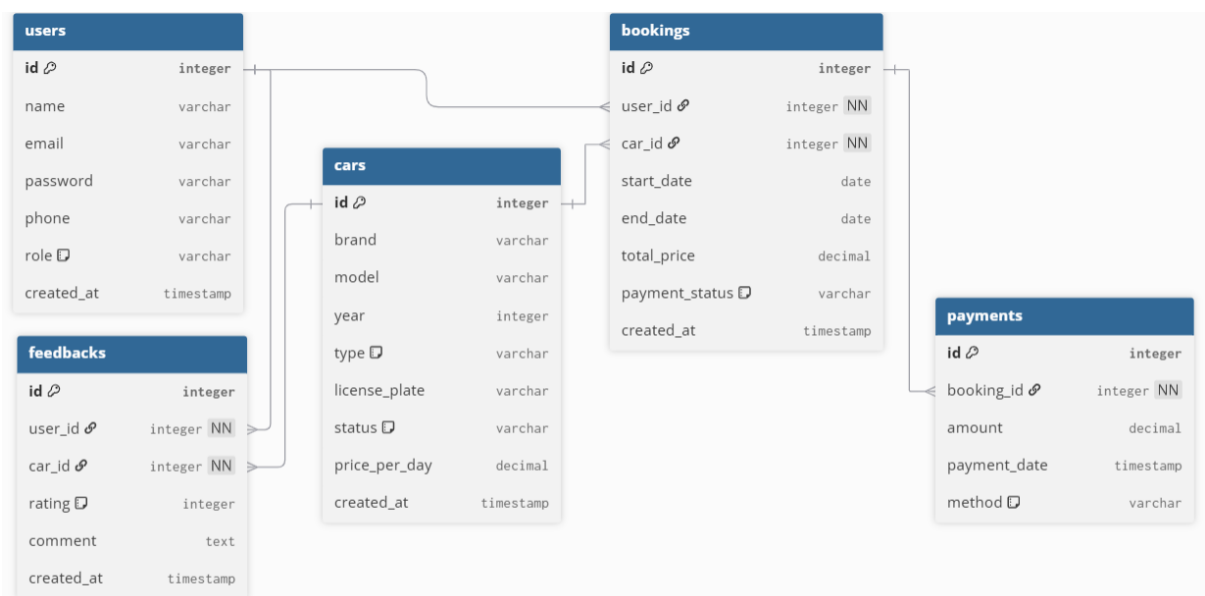 users
id integer
name varchar
email varchar
password varchar
phone varchar
role varchar
created_at timestamp
feedbacks
id integer
user_id integer NN
car_id integer NN
rating integer
comment text
created_at timestamp
cars
id integer
brand varchar
model varchar
year integer
type varchar
license_plate varchar
status varchar
price_per_day decimal
created_at timestamp
bookings
id integer
user_id integer NN
car_id integer NN
start_date date
end_date date
total_price decimal
payment_status varchar
created_at timestamp
payments
id integer
booking_id integer NN
amount decimal
payment_date timestamp
method varchar